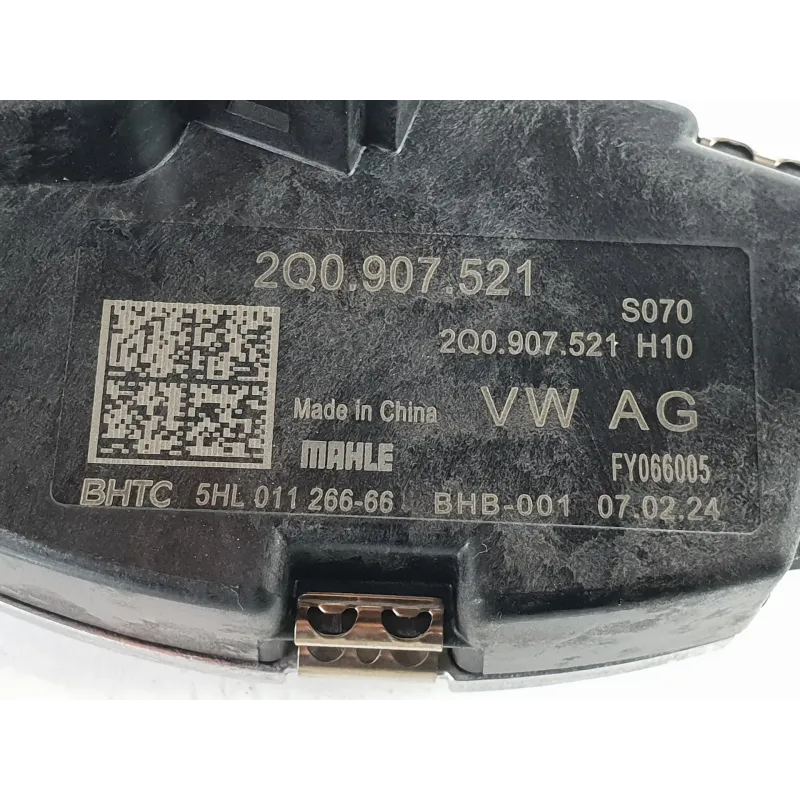 2Q0.907.521
S070
2Q0.907.521 H10
Made in China VW AG
MAHLE FY066005
BHTC 5HL 011 266-66 BHB-001 07.02.24